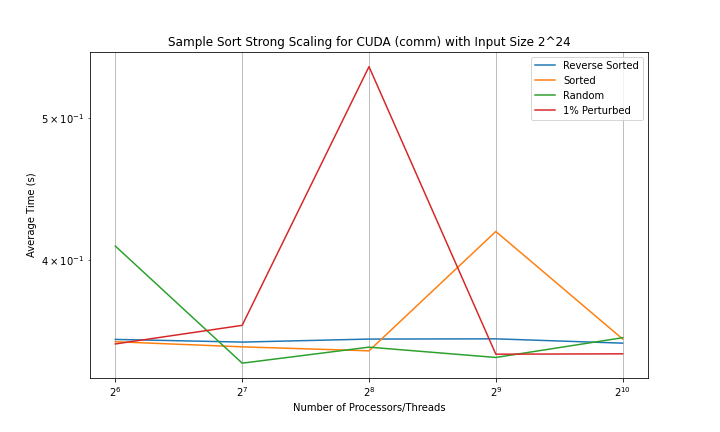 Sample Sort Strong Scaling for CUDA (comm) with Input Size 2^24
Reverse Sorted
Sorted
Random
1% Perturbed
5 × 10⁻¹
4 × 10⁻¹
Average Time (s)
2⁶ 2⁷ 2⁸ 2⁹ 2¹⁰
Number of Processors/Threads